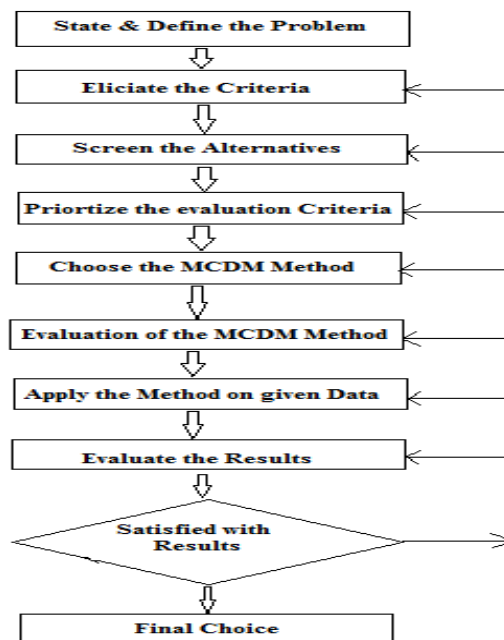 State & Define the Problem
Eliciate the Criteria
Screen the Alternatives
Priortize the evaluation Criteria
Choose the MCDM Method
Evaluation of the MCDM Method
Apply the Method on given Data
Evaluate the Results
Satisfied with
Results
Final Choice